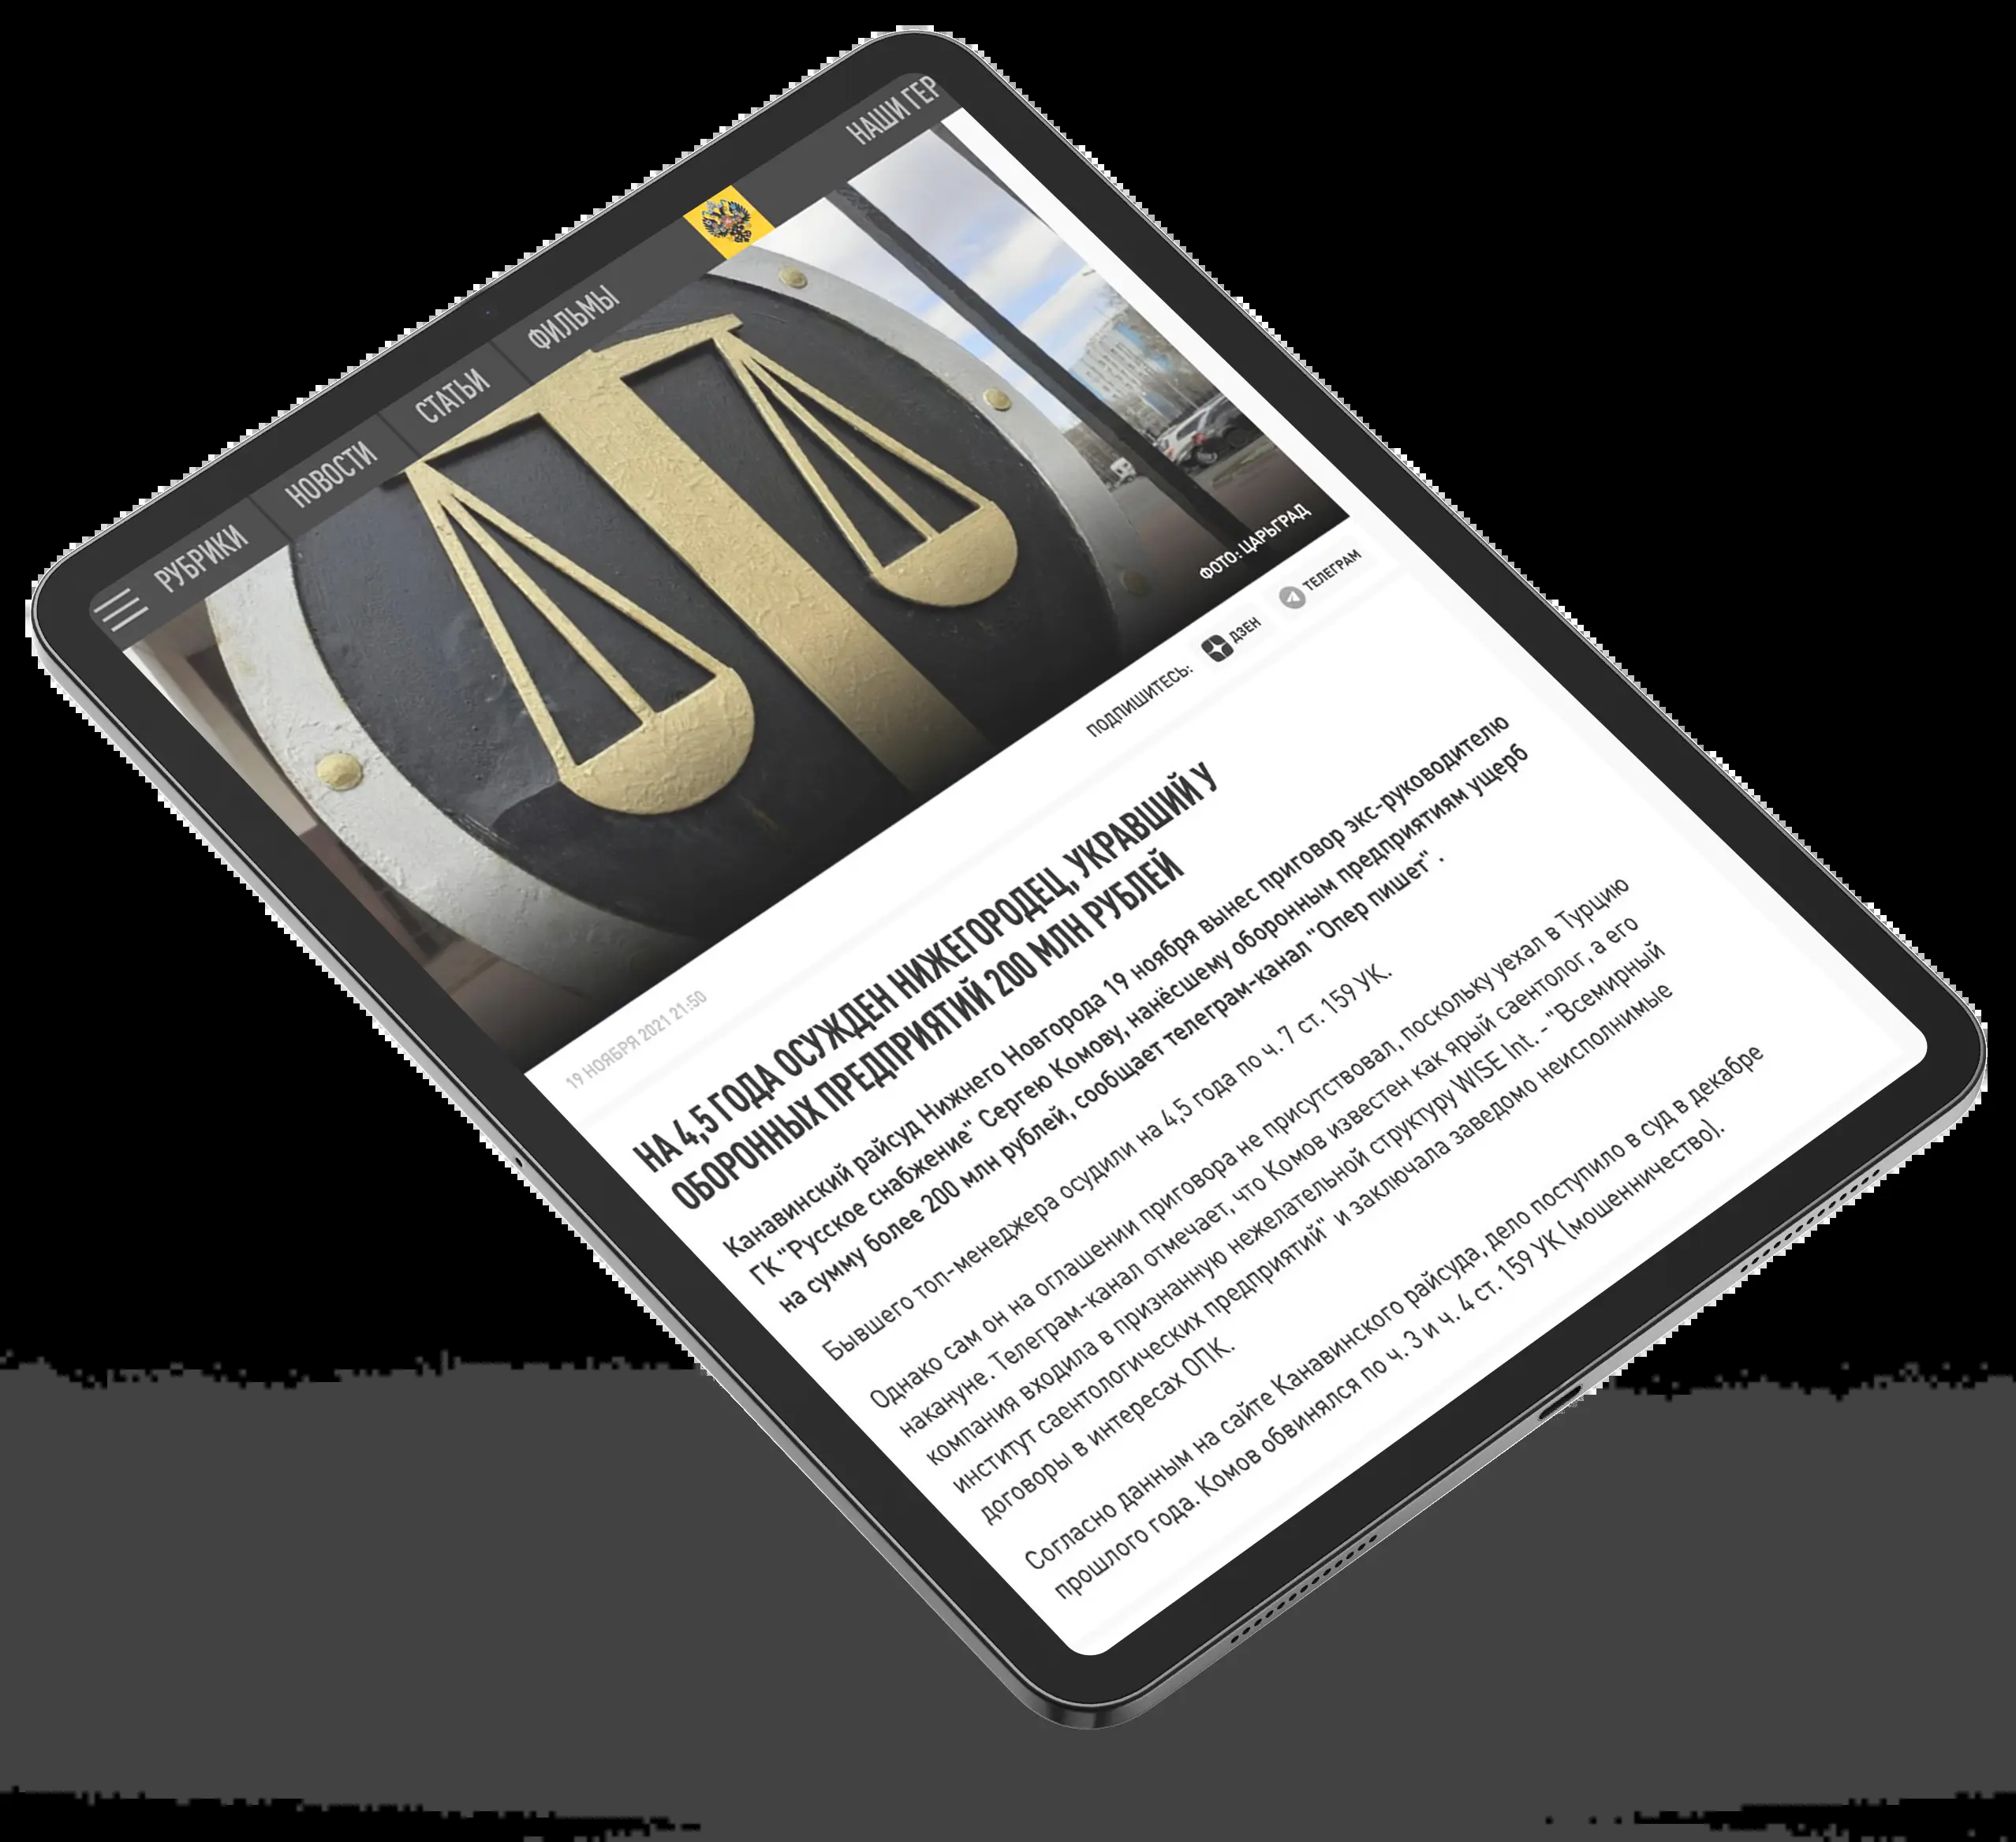 РУБРИКИ НОВОСТИ СТАТЬИ ФИЛЬМЫ НАШИ ГЕР
ФОТО: ЦАРЬГРАД
ПОДПИШИТЕСЬ: ДЗЕН ТЕЛЕГРАМ
19 НОЯБРЯ 2021 21:50
НА 4,5 ГОДА ОСУЖДЕН НИЖЕГОРОДЕЦ, УКРАВШИЙ У
ОБОРОННЫХ ПРЕДПРИЯТИЙ 200 МЛН РУБЛЕЙ
Канавинский райсуд Нижнего Новгорода 19 ноября вынес приговор экс-руководителю
ГК "Русское снабжение" Сергею Комову, нанёсшему оборонным предприятиям ущерб
на сумму более 200 млн рублей, сообщает телеграм-канал "Опер пишет" .
Бывшего топ-менеджера осудили на 4,5 года по ч. 7 ст. 159 УК.
Однако сам он на оглашении приговора не присутствовал, поскольку уехал в Турцию
накануне. Телеграм-канал отмечает, что Комов известен как ярый саентолог, а его
компания входила в признанную нежелательной структуру WISE Int. - "Всемирный
институт саентологических предприятий" и заключала заведомо неисполнимые
договоры в интересах ОПК.
Согласно данным на сайте Канавинского райсуда, дело поступило в суд в декабре
прошлого года. Комов обвинялся по ч. 3 и ч. 4 ст. 159 УК (мошенничество).